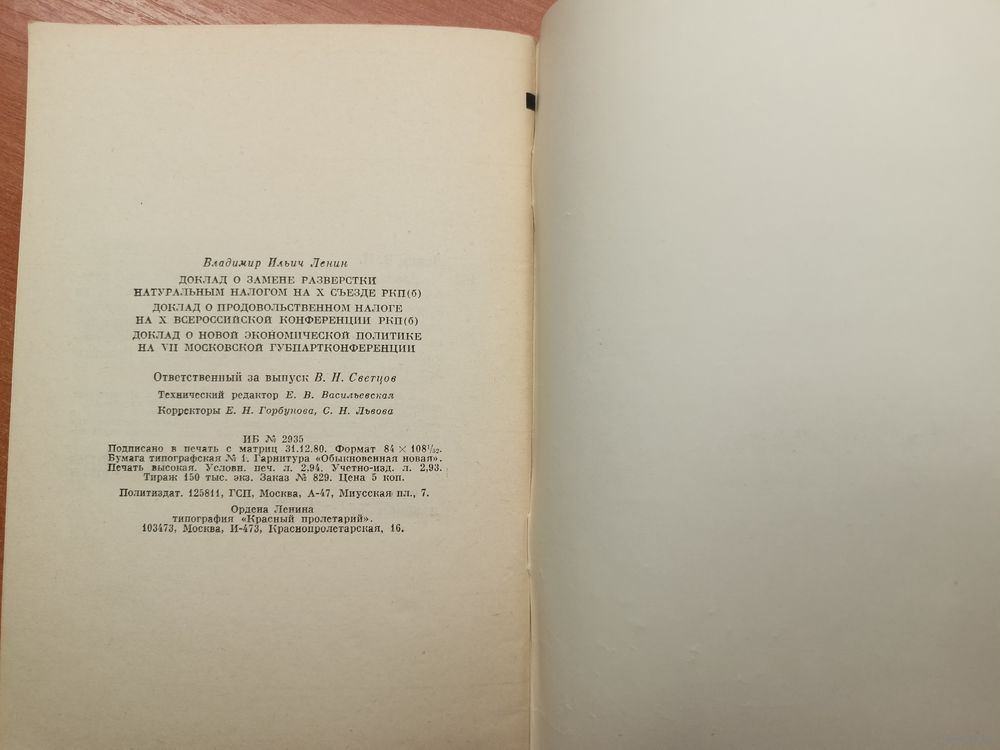 Владимир Ильич Ленин
ДОКЛАД О ЗАМЕНЕ РАЗВЕРСТКИ
НАТУРАЛЬНЫМ НАЛОГОМ НА X СЪЕЗДЕ РКП(б)
ДОКЛАД О ПРОДОВОЛЬСТВЕННОМ НАЛОГЕ
НА X ВСЕРОССИЙСКОЙ КОНФЕРЕНЦИИ РКП(б)
ДОКЛАД О НОВОЙ ЭКОНОМИЧЕСКОЙ ПОЛИТИКЕ
НА VII МОСКОВСКОЙ ГУБПАРТКОНФЕРЕНЦИИ
Ответственный за выпуск В. Н. Светцов
Технический редактор Е. В. Васильевская
Корректоры Е. Н. Горбунова, С. Н. Львова
ИБ № 2935
Подписано в печать с матриц 31.12.80. Формат 84 × 108¹/₃₂.
Бумага типографская № 1. Гарнитура «Обыкновенная новая».
Печать высокая. Условн. печ. л. 2,94. Учетно-изд. л. 2,93.
Тираж 150 тыс. экз. Заказ № 829. Цена 5 коп.
Политиздат. 125811, ГСП, Москва, А-47, Миусская пл., 7.
Ордена Ленина
типография «Красный пролетарий».
103473, Москва, И-473, Краснопролетарская, 16.